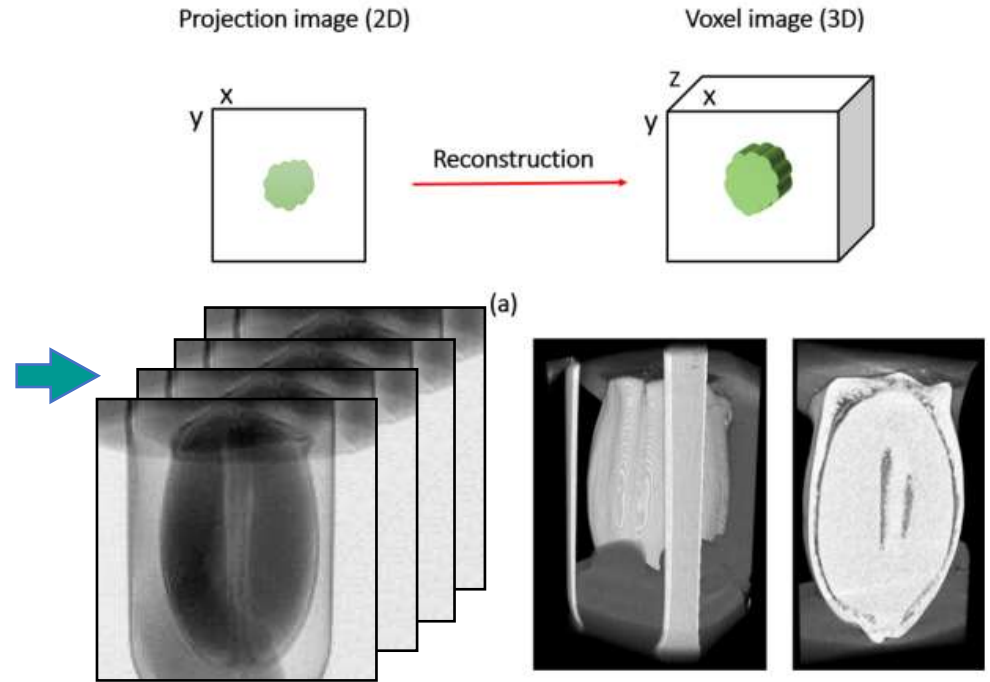 Projection image (2D)
Voxel image (3D)
x
y
z
x
y
Reconstruction
(a)